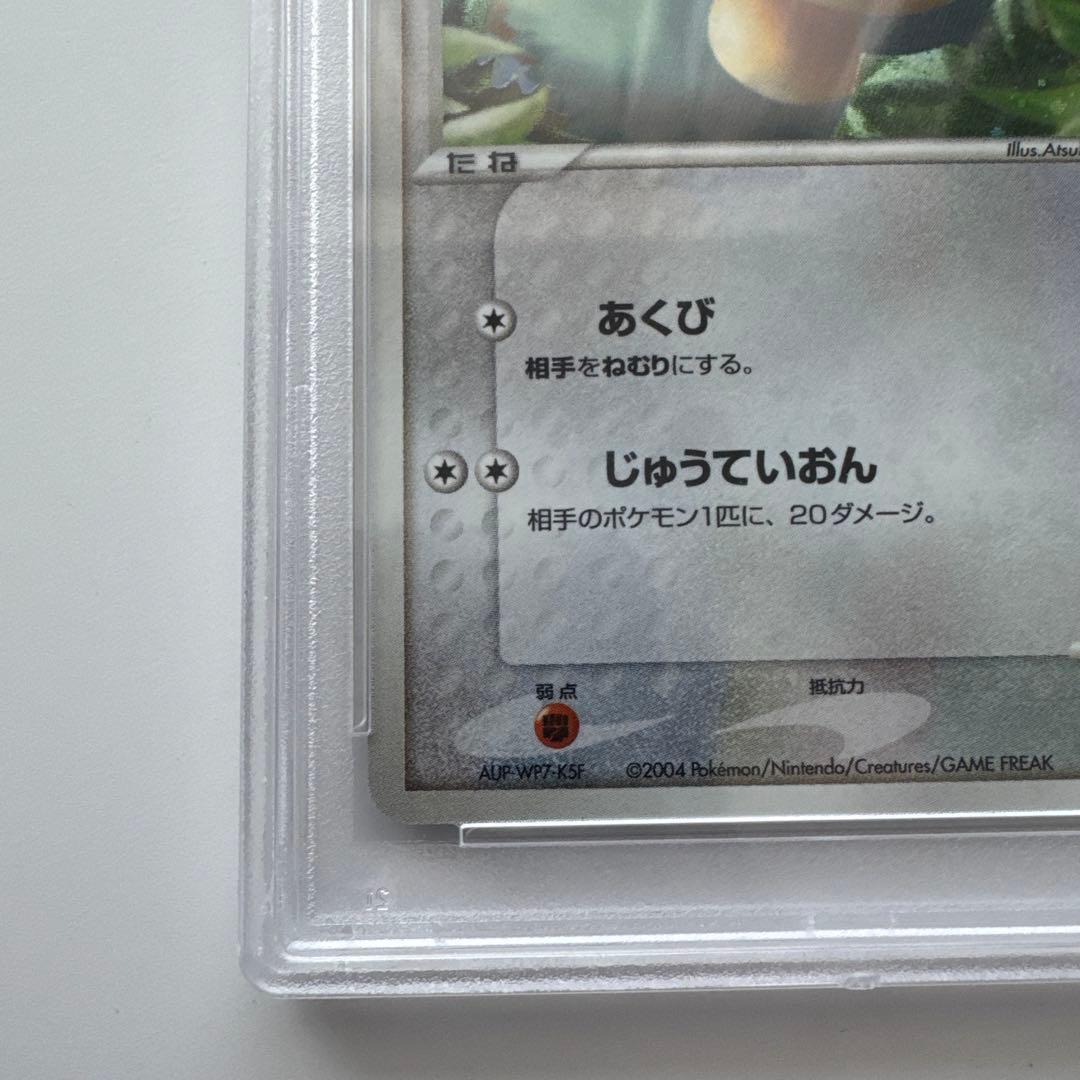 たね
Illus.Atsu
あくび
相手をねむりにする。
じゅうていおん
相手のポケモン1匹に、20ダメージ。
弱点
抵抗力
AUP-WP7-K5F
©2004 Pokémon/Nintendo/Creatures/GAME FREAK